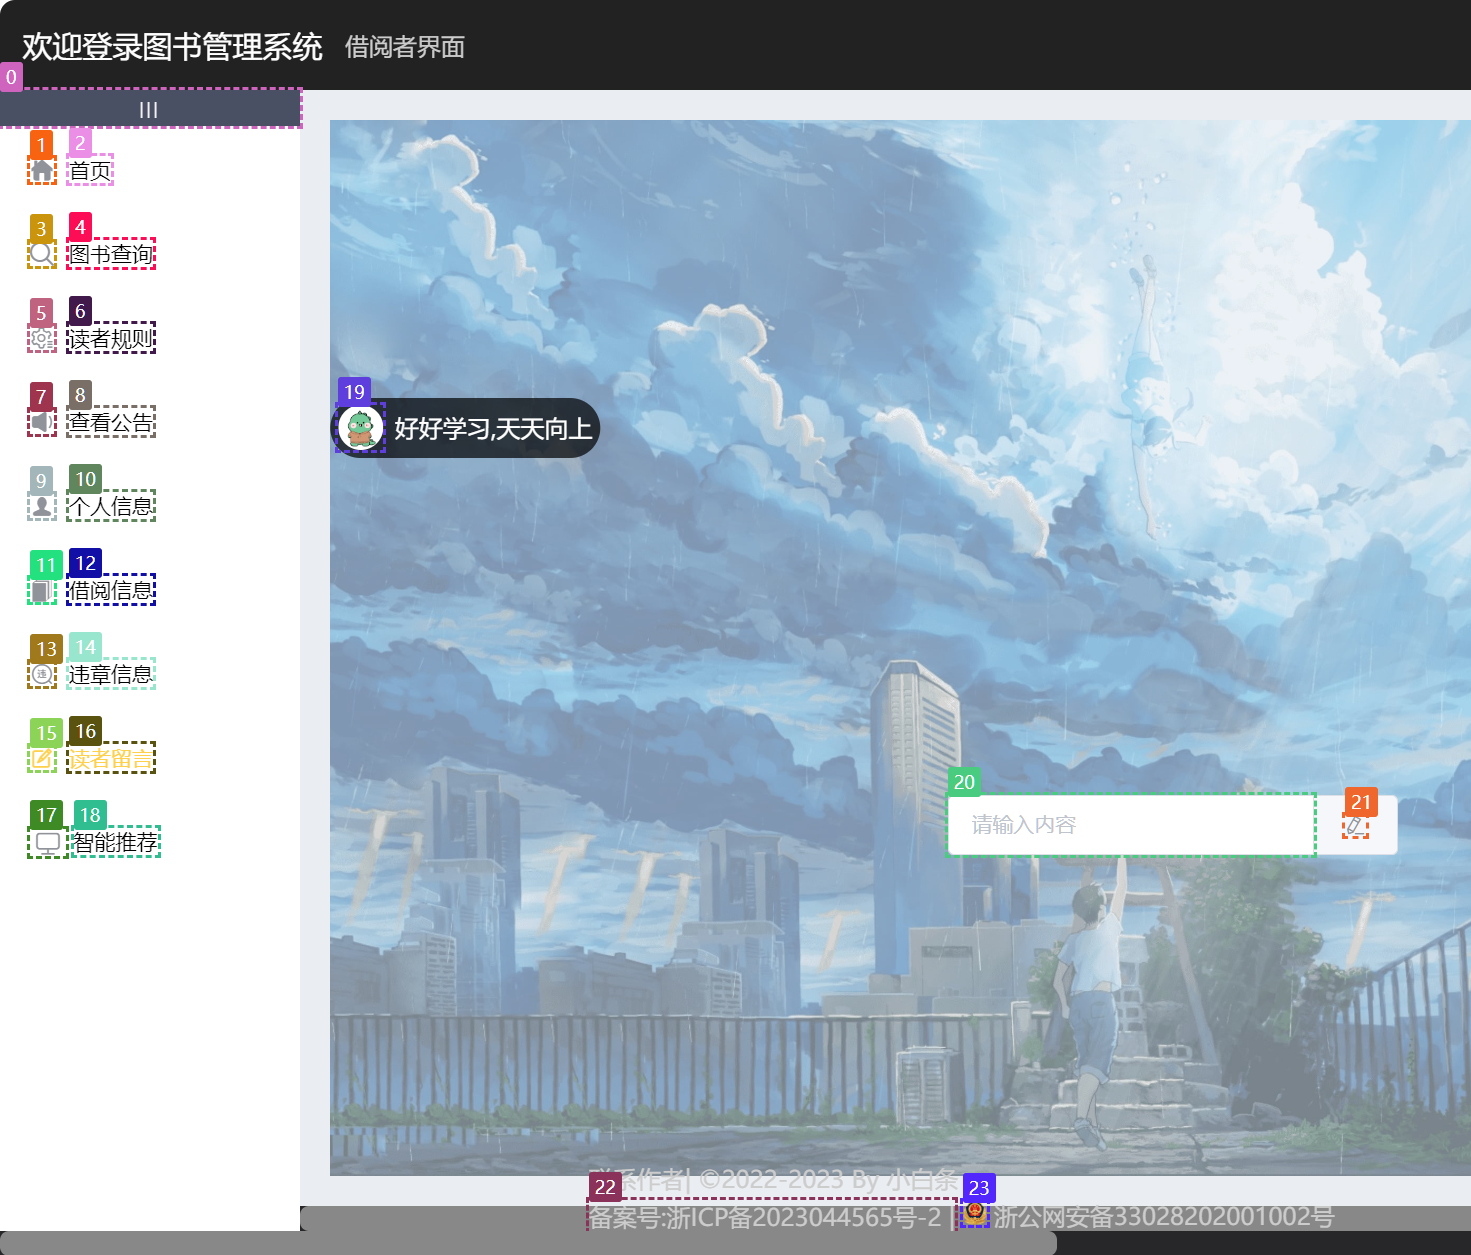 欢迎登录图书管理系统 借阅者界面
0
|||
1 2
首页
3 4
图书查询
5 6
读者规则
7 8
查看公告
9 10
个人信息
11 12
借阅信息
13 14
违 违章信息
15 16
读者留言
17 18
智能推荐
19
好好学习,天天向上
20 21
请输入内容
系作者| ©2022-2023 By 小白条
22 23
备案号:浙ICP备2023044565号-2 | 浙公网安备33028202001002号